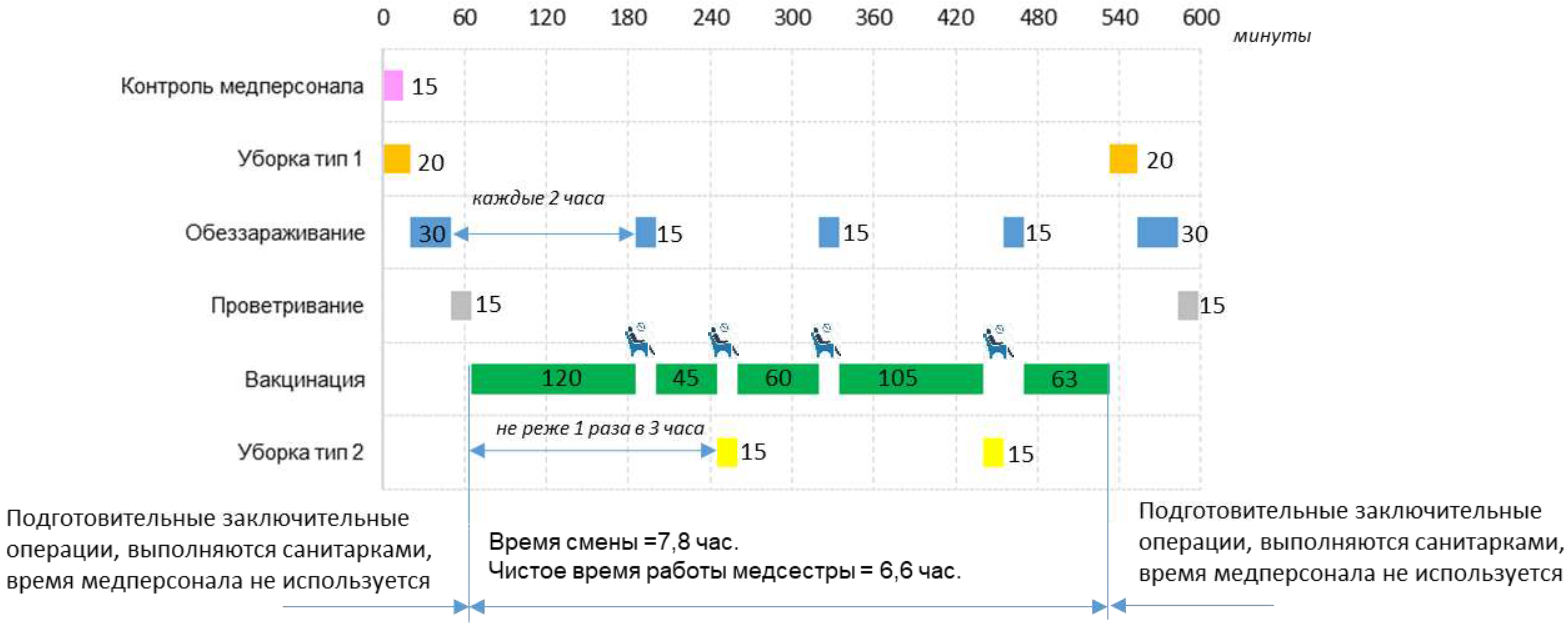 0 60 120 180 240 300 360 420 480 540 600
минуты
Контроль медперсонала 15
Уборка тип 1 20 20
каждые 2 часа
Обеззараживание 30 15 15 15 30
Проветривание 15 15
Вакцинация 120 45 60 105 63
не реже 1 раза в 3 часа
Уборка тип 2 15 15
Подготовительные заключительные
операции, выполняются санитарками,
время медперсонала не используется
Время смены =7,8 час.
Чистое время работы медсестры = 6,6 час.
Подготовительные заключительные
операции, выполняются санитарками,
время медперсонала не используется